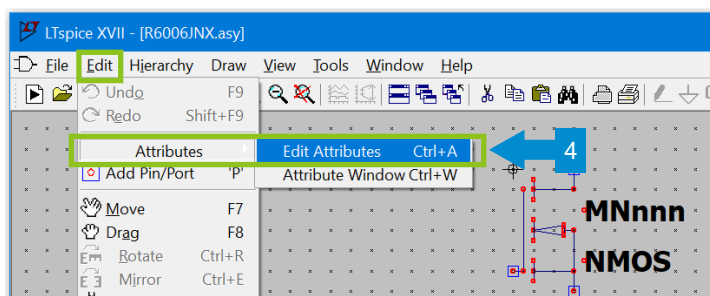 LTspice XVII - [R6006JNX.asy]
File Edit Hierarchy Draw View Tools Window Help
Undo F9
Redo Shift+F9
Attributes
Edit Attributes Ctrl+A
4
Add Pin/Port 'P'
Attribute Window Ctrl+W
Move F7
MNnnn
Drag F8
Rotate Ctrl+R
NMOS
Mirror Ctrl+E